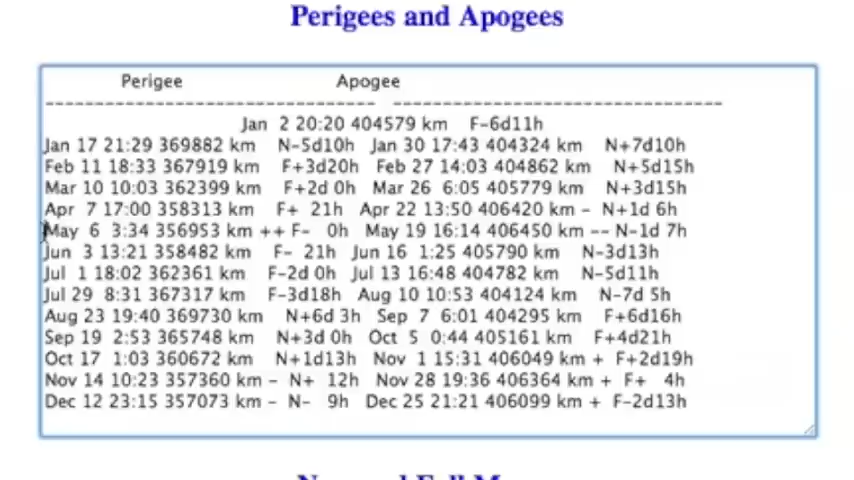 Perigees and Apogees
Perigee Apogee
--------------------------------- ---------------------------------
Jan 2 20:20 404579 km F-6d11h
Jan 17 21:29 369882 km N-5d10h Jan 30 17:43 404324 km N+7d10h
Feb 11 18:33 367919 km F+3d20h Feb 27 14:03 404862 km N+5d15h
Mar 10 10:03 362399 km F+2d 0h Mar 26 6:05 405779 km N+3d15h
Apr 7 17:00 358313 km F+ 21h Apr 22 13:50 406420 km - N+1d 6h
May 6 3:34 356953 km ++ F- 0h May 19 16:14 406450 km -- N-1d 7h
Jun 3 13:21 358482 km F- 21h Jun 16 1:25 405790 km N-3d13h
Jul 1 18:02 362361 km F-2d 0h Jul 13 16:48 404782 km N-5d11h
Jul 29 8:31 367317 km F-3d18h Aug 10 10:53 404124 km N-7d 5h
Aug 23 19:40 369730 km N+6d 3h Sep 7 6:01 404295 km F+6d16h
Sep 19 2:53 365748 km N+3d 0h Oct 5 0:44 405161 km F+4d21h
Oct 17 1:03 360672 km N+1d13h Nov 1 15:31 406049 km + F+2d19h
Nov 14 10:23 357360 km - N+ 12h Nov 28 19:36 406364 km + F+ 4h
Dec 12 23:15 357073 km - N- 9h Dec 25 21:21 406099 km + F-2d13h